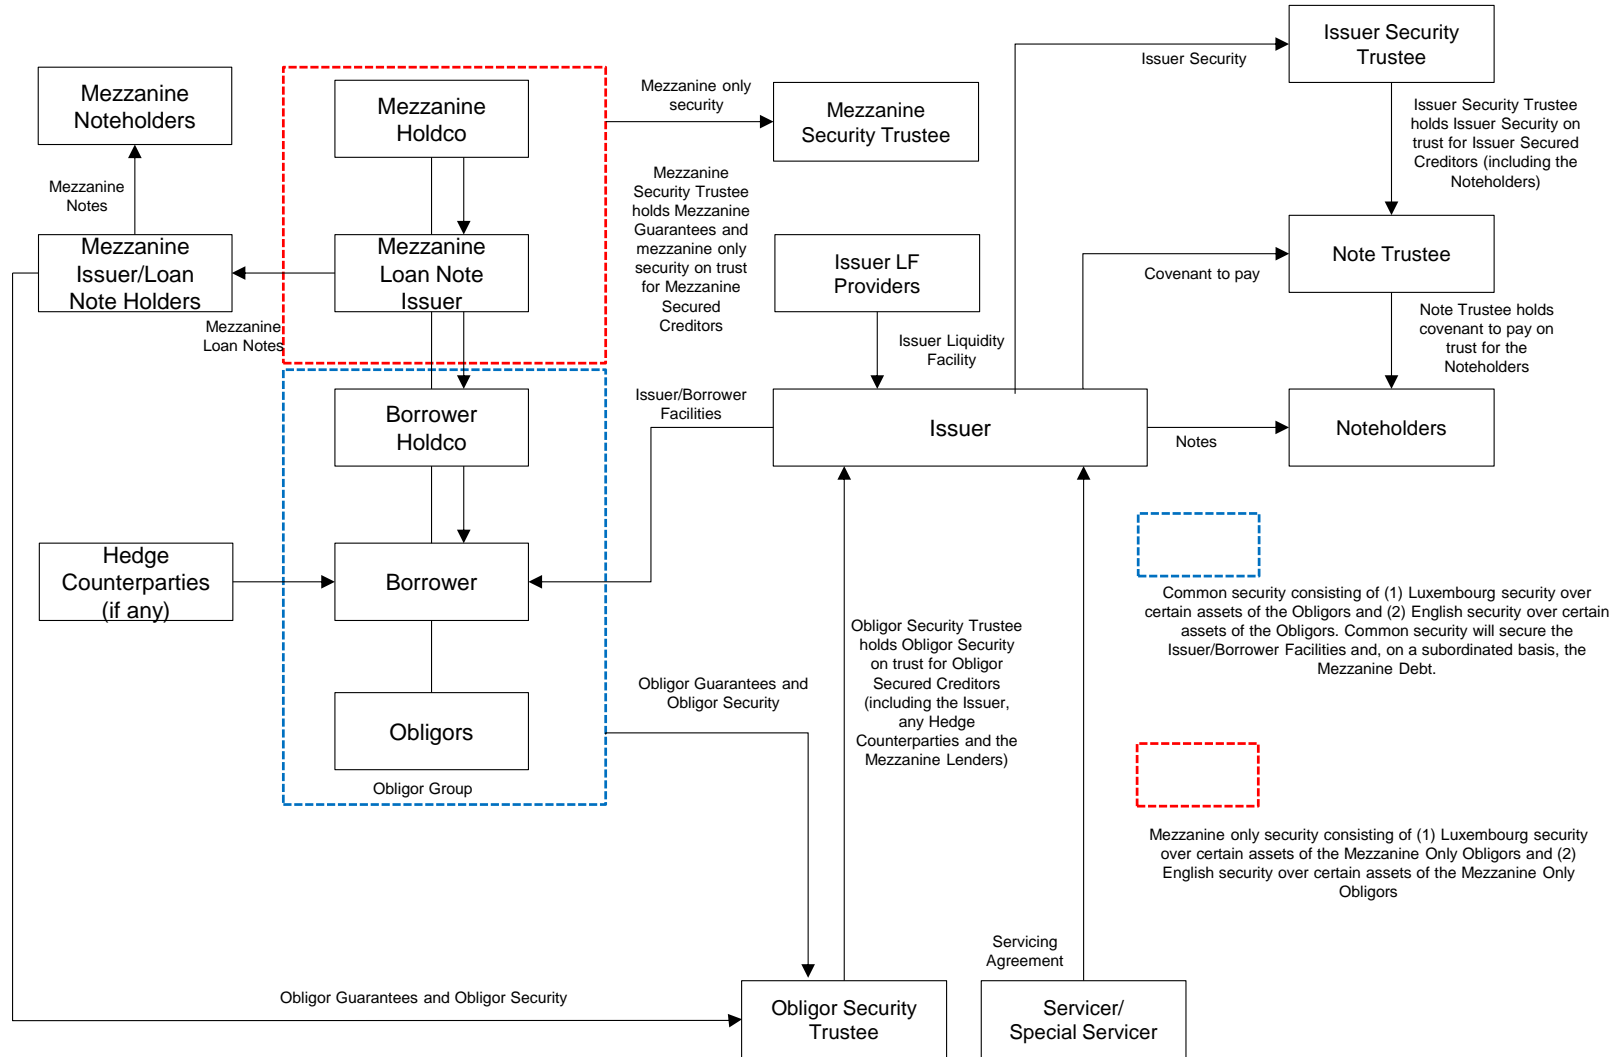 Issuer Security
Trustee
Issuer Security
Mezzanine
Noteholders
Mezzanine
Holdco
Mezzanine only
security
Mezzanine
Security Trustee
Issuer Security Trustee
holds Issuer Security on
trust for Issuer Secured
Creditors (including the
Noteholders)
Mezzanine
Notes
Mezzanine
Security Trustee
holds Mezzanine
Guarantees and
mezzanine only
security on trust
for Mezzanine
Secured
Creditors
Mezzanine
Issuer/Loan
Note Holders
Mezzanine
Loan Note
Issuer
Issuer LF
Providers
Note Trustee
Covenant to pay
Mezzanine
Loan Notes
Issuer Liquidity
Facility
Note Trustee holds
covenant to pay on
trust for the
Noteholders
Borrower
Holdco
Issuer/Borrower
Facilities
Issuer
Notes
Noteholders
Hedge
Counterparties
(if any)
Borrower
Common security consisting of (1) Luxembourg security over
certain assets of the Obligors and (2) English security over certain
assets of the Obligors. Common security will secure the
Issuer/Borrower Facilities and, on a subordinated basis, the
Mezzanine Debt.
Obligor Security Trustee
holds Obligor Security
on trust for Obligor
Secured Creditors
(including the Issuer,
any Hedge
Counterparties and the
Mezzanine Lenders)
Obligor Guarantees and
Obligor Security
Obligors
Obligor Group
Mezzanine only security consisting of (1) Luxembourg security
over certain assets of the Mezzanine Only Obligors and (2)
English security over certain assets of the Mezzanine Only
Obligors
Servicing
Agreement
Obligor Guarantees and Obligor Security
Obligor Security
Trustee
Servicer/
Special Servicer